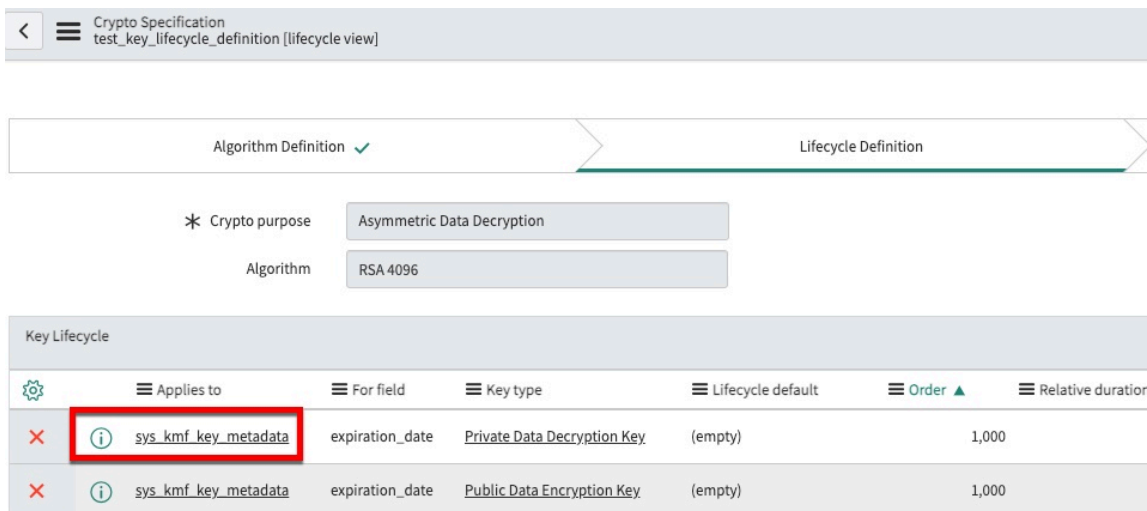 Crypto Specification
test_key_lifecycle_definition [lifecycle view]
Algorithm Definition
Lifecycle Definition
Crypto purpose
Asymmetric Data Decryption
Algorithm
RSA 4096
Key Lifecycle
Applies to For field Key type Lifecycle default Order Relative duration
sys_kmf_key_metadata expiration_date Private Data Decryption Key (empty) 1,000
sys_kmf_key_metadata expiration_date Public Data Encryption Key (empty) 1,000